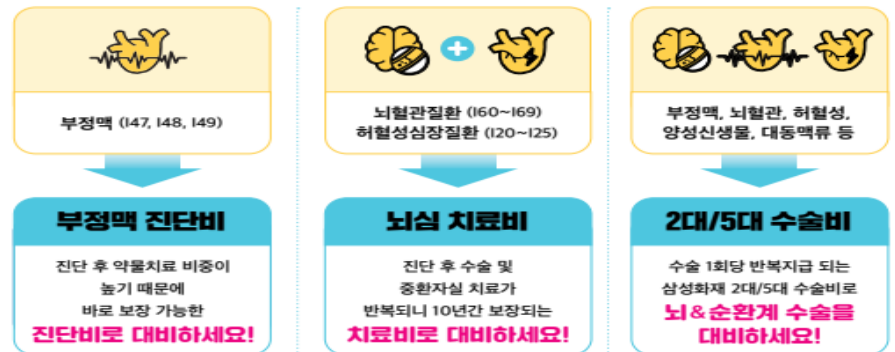 부정맥 (I47, I48, I49)
부정맥 진단비
진단 후 약물치료 비중이
높기 때문에
바로 보장 가능한
진단비로 대비하세요!
뇌혈관질환 (I60~I69)
허혈성심장질환 (I20~I25)
뇌심 치료비
진단 후 수술 및
중환자실 치료가
반복되니 10년간 보장되는
치료비로 대비하세요!
부정맥, 뇌혈관, 허혈성,
양성신생물, 대동맥류 등
2대/5대 수술비
수술 1회당 반복지급 되는
삼성화재 2대/5대 수술비로
뇌&순환계 수술을
대비하세요!